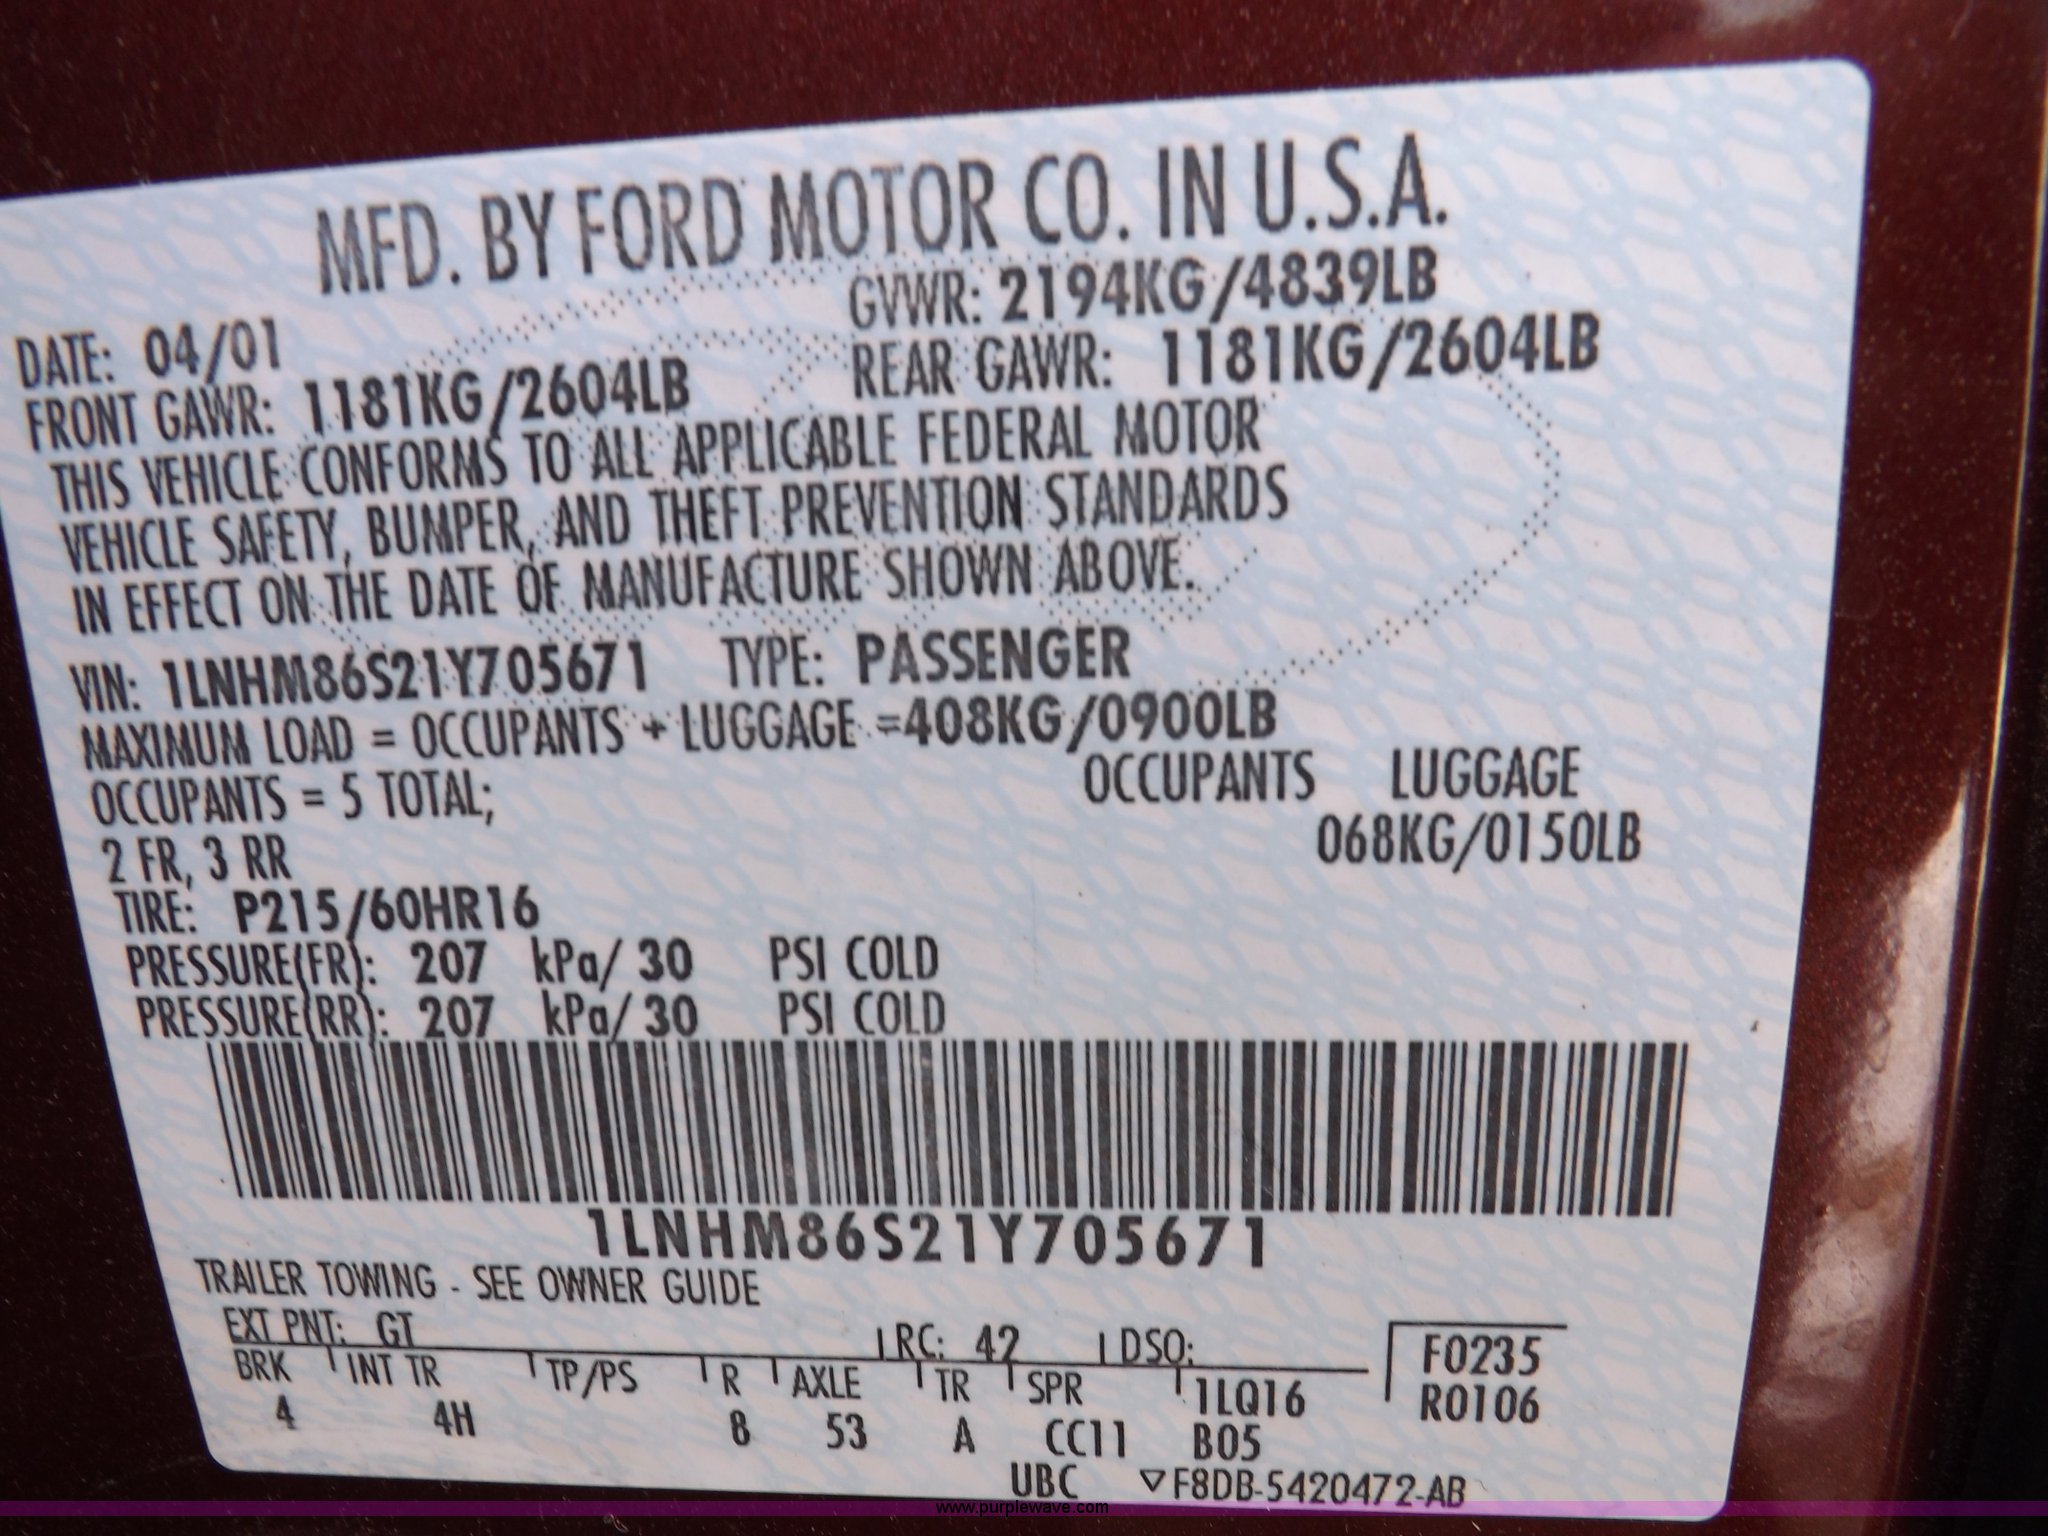 MFD. BY FORD MOTOR CO. IN U.S.A.
DATE: 04/01 GVWR: 2194KG/4839LB
FRONT GAWR: 1181KG/2604LB REAR GAWR: 1181KG/2604LB
THIS VEHICLE CONFORMS TO ALL APPLICABLE FEDERAL MOTOR
VEHICLE SAFETY, BUMPER, AND THEFT PREVENTION STANDARDS
IN EFFECT ON THE DATE OF MANUFACTURE SHOWN ABOVE.
VIN: 1LNHM86S21Y705671 TYPE: PASSENGER
MAXIMUM LOAD = OCCUPANTS + LUGGAGE =408KG/0900LB
OCCUPANTS = 5 TOTAL; OCCUPANTS LUGGAGE
2 FR, 3 RR 068KG/0150LB
TIRE: P215/60HR16
PRESSURE(FR): 207 kPa/ 30 PSI COLD
PRESSURE(RR): 207 kPa/ 30 PSI COLD
1LNHM86S21Y705671
TRAILER TOWING - SEE OWNER GUIDE
EXT PNT: GT RC: 42 DSO: F0235
BRK INT TR TP/PS R AXLE TR SPR 1LQ16 R0106
4 4H 8 53 A CC11 B05
UBC ▽F8DB-5420472-AB
www.purplewave.com